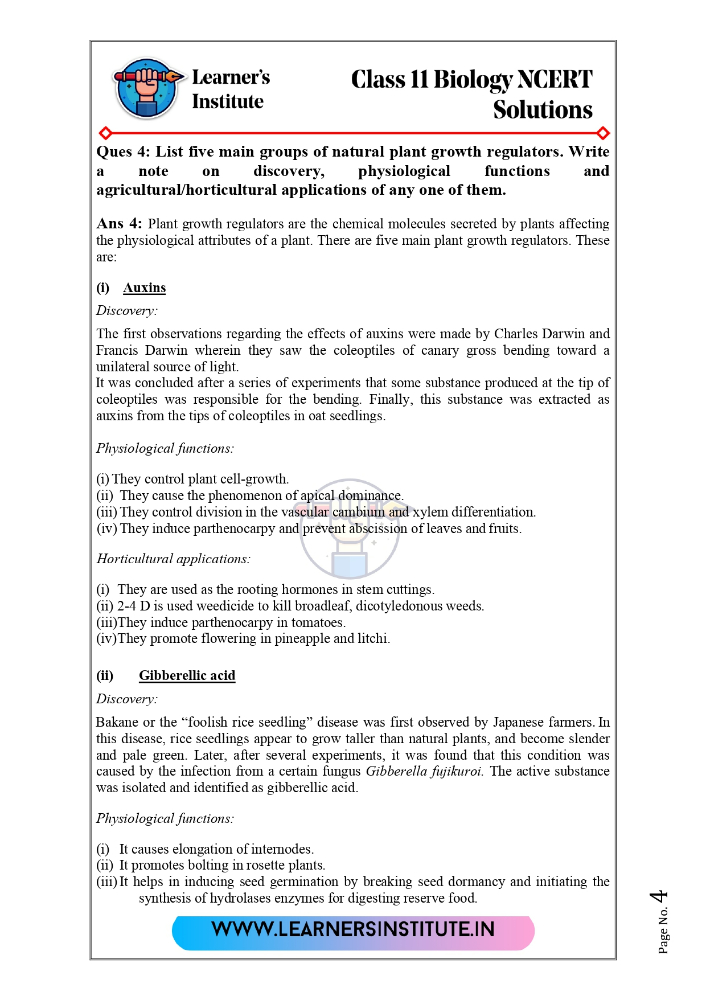 Learner's
Institute
Class 11 Biology NCERT
Solutions
Ques 4: List five main groups of natural plant growth regulators. Write
a note on discovery, physiological functions and
agricultural/horticultural applications of any one of them.
Ans 4: Plant growth regulators are the chemical molecules secreted by plants affecting
the physiological attributes of a plant. There are five main plant growth regulators. These
are:
(i) Auxins
Discovery:
The first observations regarding the effects of auxins were made by Charles Darwin and
Francis Darwin wherein they saw the coleoptiles of canary gross bending toward a
unilateral source of light.
It was concluded after a series of experiments that some substance produced at the tip of
coleoptiles was responsible for the bending. Finally, this substance was extracted as
auxins from the tips of coleoptiles in oat seedlings.
Physiological functions:
(i) They control plant cell-growth.
(ii) They cause the phenomenon of apical dominance.
(iii) They control division in the vascular cambium and xylem differentiation.
(iv) They induce parthenocarpy and prevent abscission of leaves and fruits.
Horticultural applications:
(i) They are used as the rooting hormones in stem cuttings.
(ii) 2-4 D is used weedicide to kill broadleaf, dicotyledonous weeds.
(iii)They induce parthenocarpy in tomatoes.
(iv)They promote flowering in pineapple and litchi.
(ii) Gibberellic acid
Discovery:
Bakane or the “foolish rice seedling” disease was first observed by Japanese farmers. In
this disease, rice seedlings appear to grow taller than natural plants, and become slender
and pale green. Later, after several experiments, it was found that this condition was
caused by the infection from a certain fungus Gibberella fujikuroi. The active substance
was isolated and identified as gibberellic acid.
Physiological functions:
(i) It causes elongation of internodes.
(ii) It promotes bolting in rosette plants.
(iii) It helps in inducing seed germination by breaking seed dormancy and initiating the
synthesis of hydrolases enzymes for digesting reserve food.
WWW.LEARNERSINSTITUTE.IN
Page No. 4